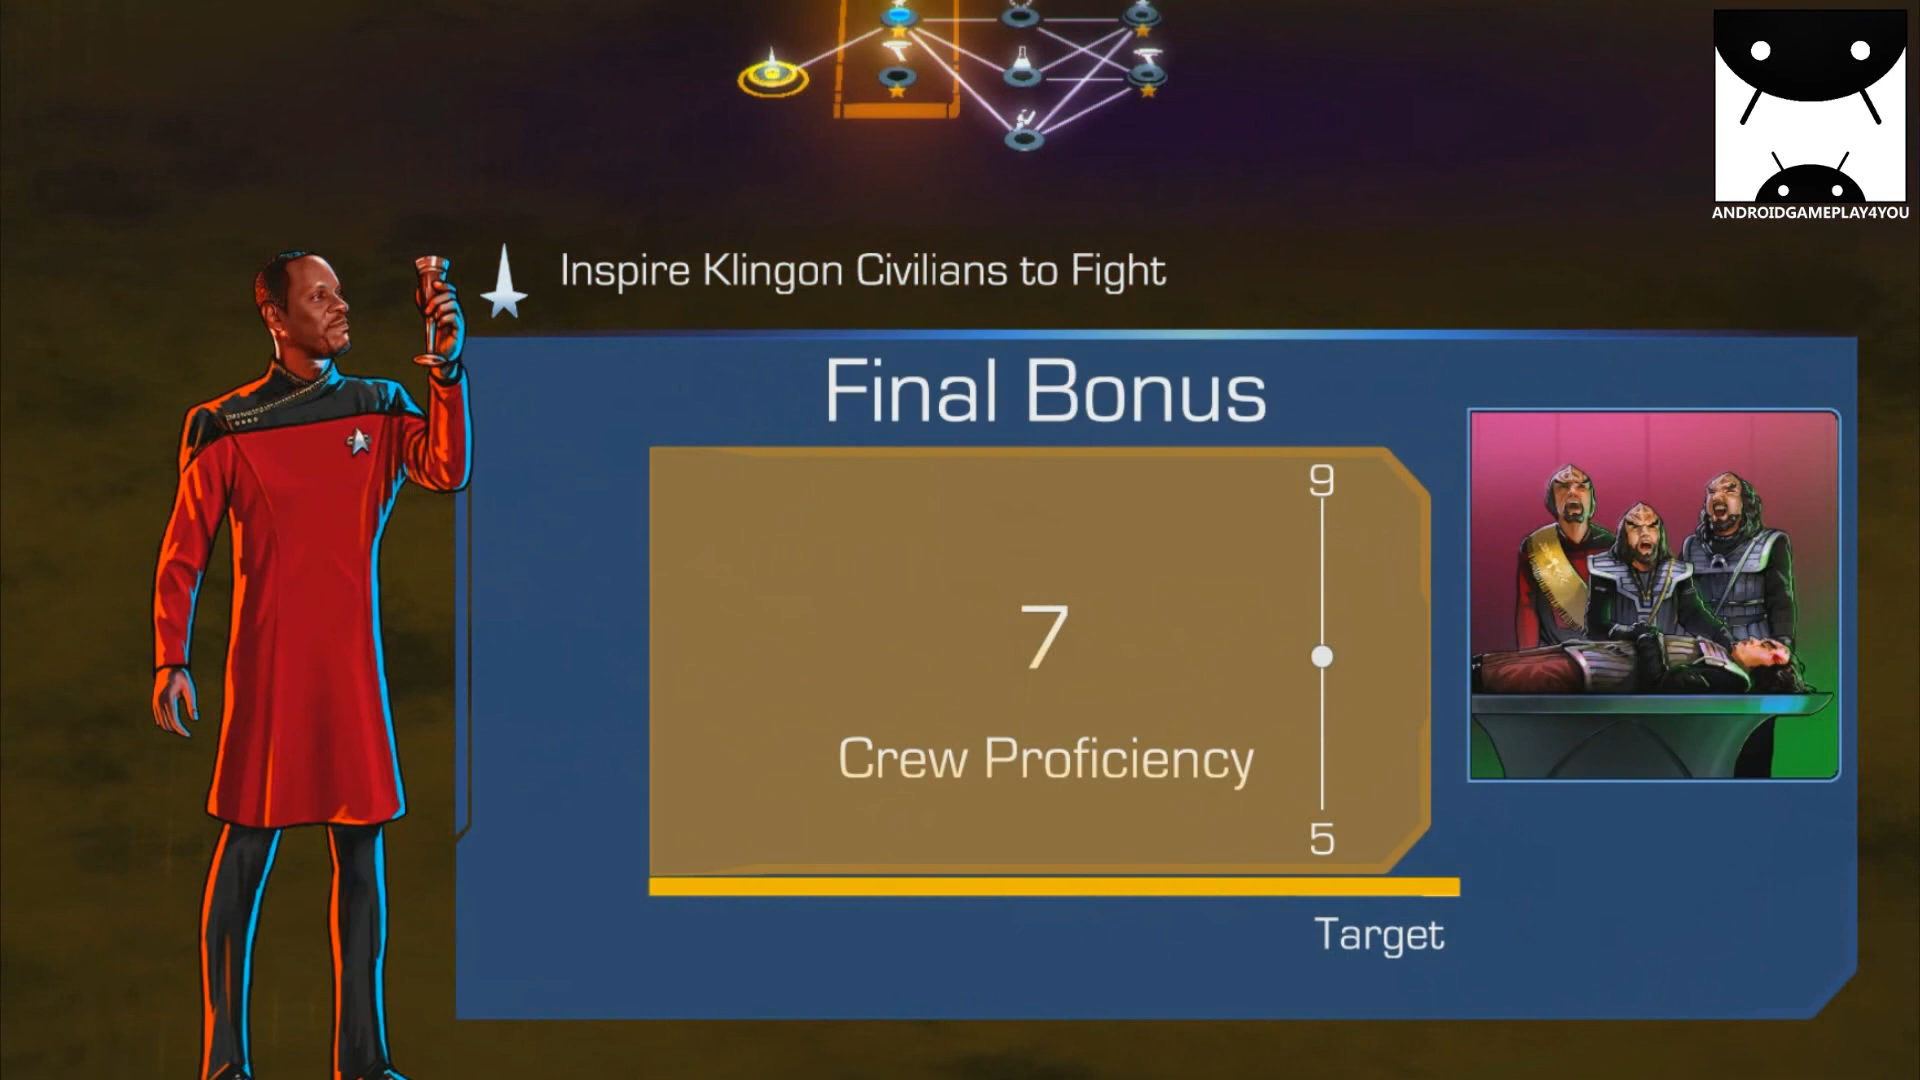 ANDROIDGAMEPLAY4YOU
Inspire Klingon Civilians to Fight
Final Bonus
9
7
Crew Proficiency
5
Target